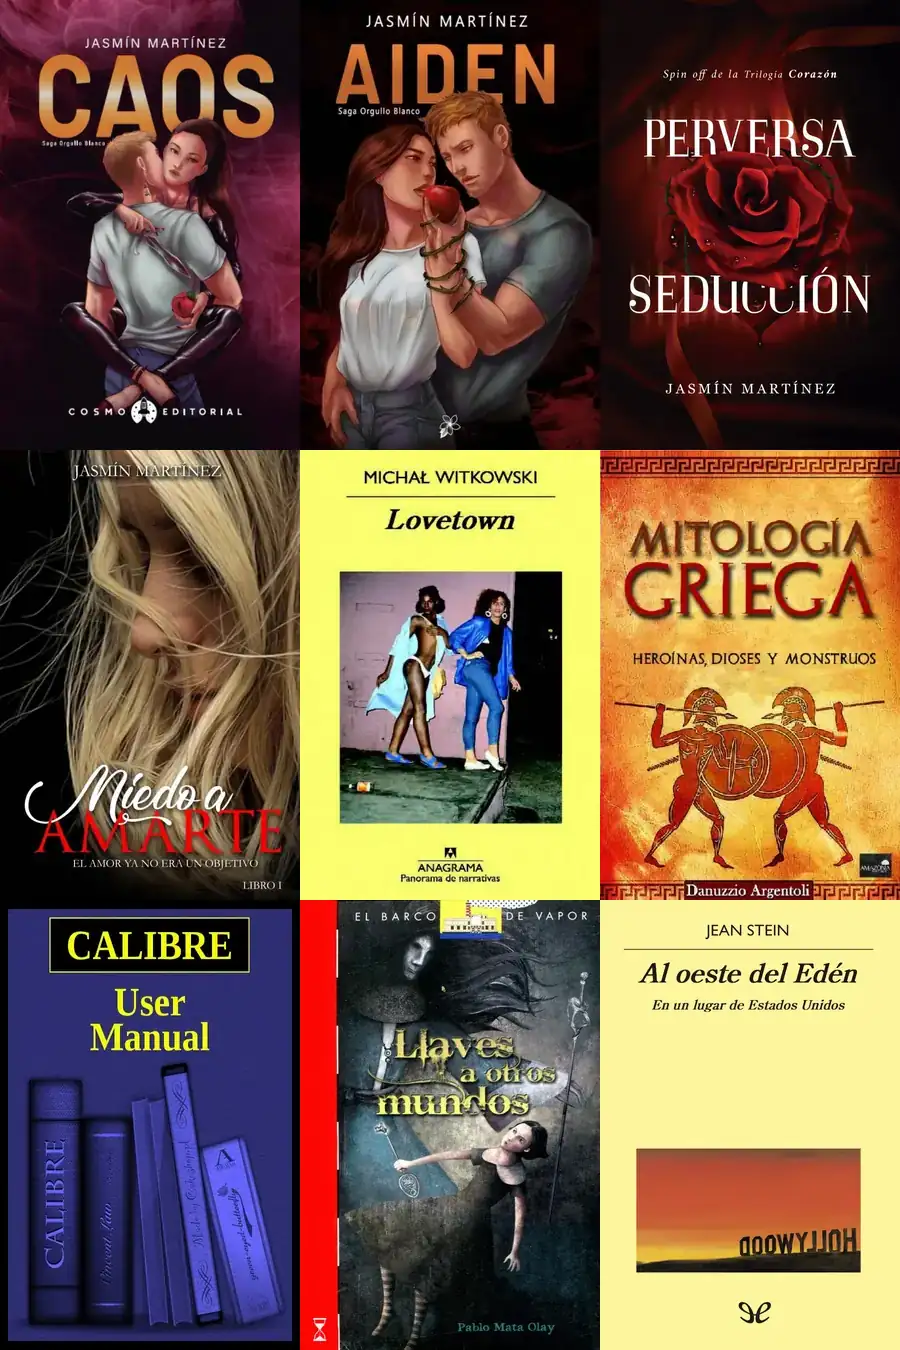 JASMÍN MARTÍNEZ
CAOS
Saga Orgullo Blanco
COSMO EDITORIAL
JASMÍN MARTÍNEZ
AIDEN
Saga Orgullo Blanco
Spin off de la Trilogía Corazón
PERVERSA
SEDUCCIÓN
JASMÍN MARTÍNEZ
JASMÍN MARTÍNEZ
Miedo a
AMARTE
EL AMOR YA NO ERA UN OBJETIVO
LIBRO I
MICHAŁ WITKOWSKI
Lovetown
ANAGRAMA
Panorama de narrativas
MITOLOGÍA
GRIEGA
HEROÍNAS, DIOSES Y MONSTRUOS
AMAZONIA
Danuzzio Argentoli
CALIBRE
User
Manual
CALIBRE
EL BARCO DE VAPOR
Llaves
a otros
mundos
Pablo Mata Olay
JEAN STEIN
Al oeste del Edén
En un lugar de Estados Unidos
HOLLYWOOD